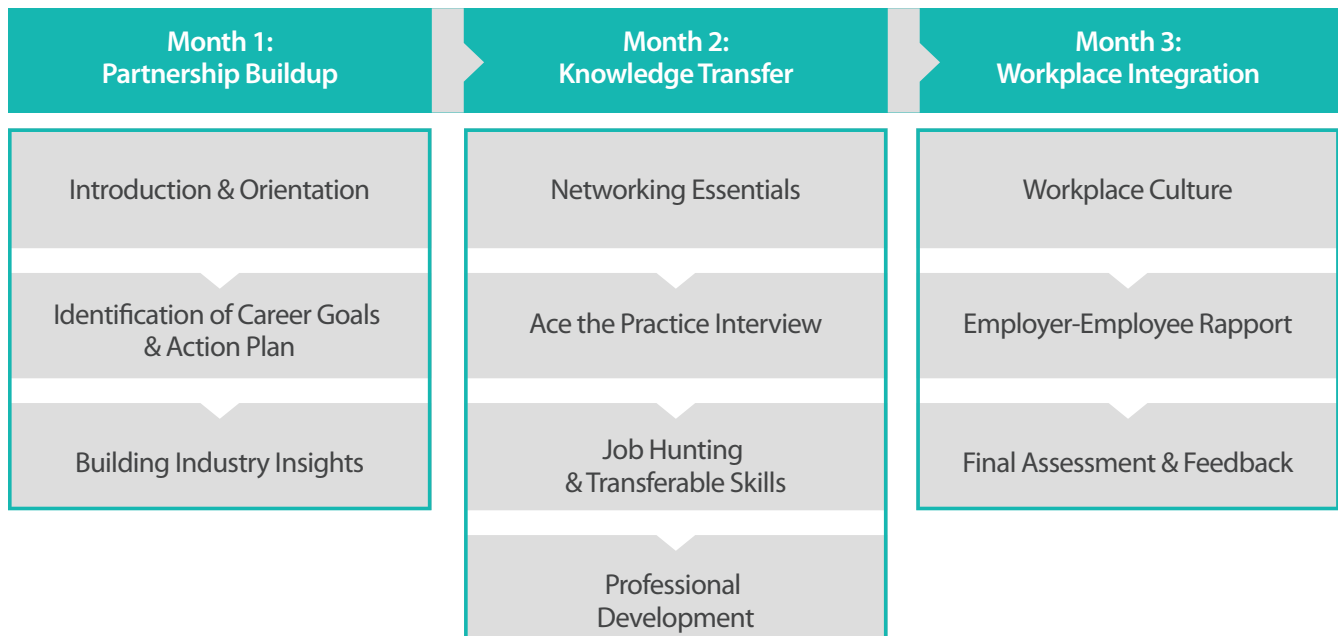 Month 1:
Partnership Buildup
Introduction & Orientation
Identification of Career Goals
& Action Plan
Building Industry Insights
Month 2:
Knowledge Transfer
Networking Essentials
Ace the Practice Interview
Job Hunting
& Transferable Skills
Professional
Development
Month 3:
Workplace Integration
Workplace Culture
Employer-Employee Rapport
Final Assessment & Feedback